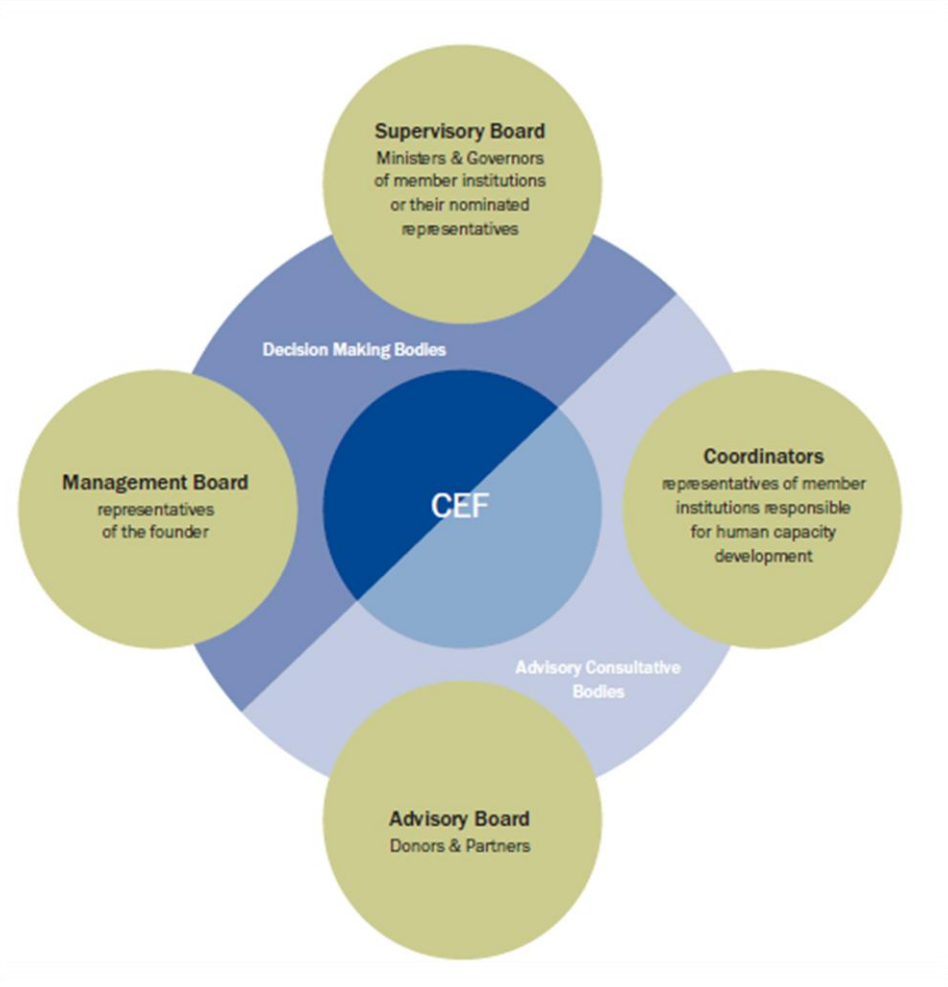 Supervisory Board
Ministers & Governors
of member institutions
or their nominated
representatives
Decision Making Bodies
Management Board
representatives
of the founder
CEF
Coordinators
representatives of member
institutions responsible
for human capacity
development
Advisory Consultative
Bodies
Advisory Board
Donors & Partners